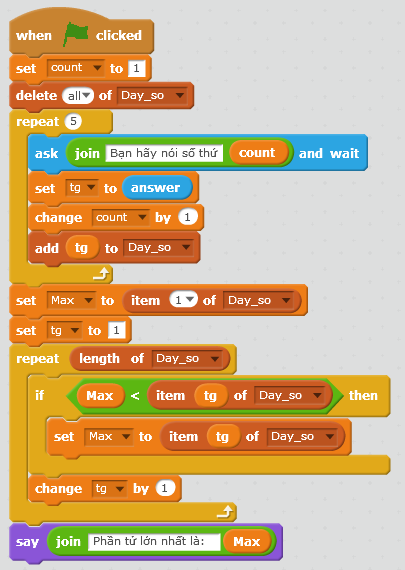 when clicked
set count to 1
delete all of Day_so
repeat 5
ask join Bạn hãy nói số thứ count and wait
set tg to answer
change count by 1
add tg to Day_so
set Max to item 1 of Day_so
set tg to 1
repeat length of Day_so
if Max < item tg of Day_so then
set Max to item tg of Day_so
change tg by 1
say join Phần tử lớn nhất là: Max